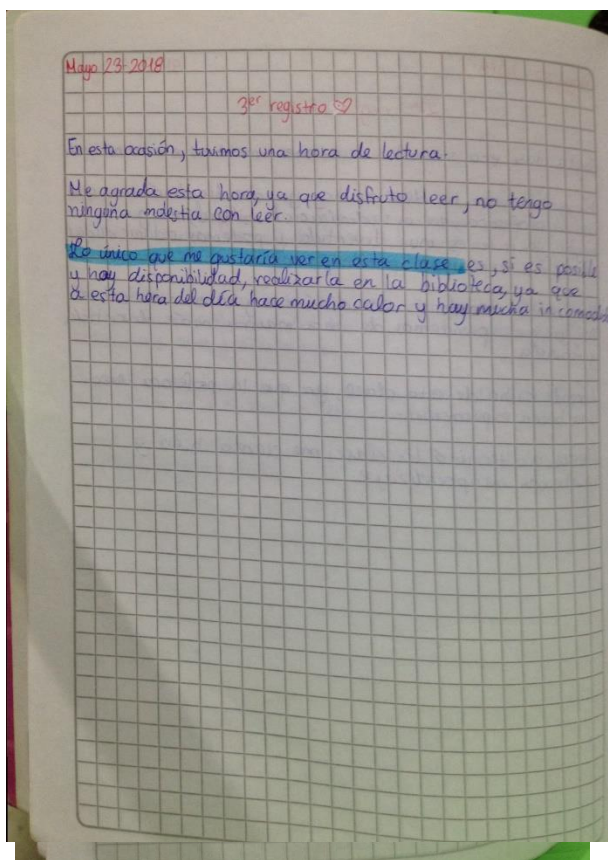 Mayo 23-2018
3er registro ♡
En esta ocasión, tuvimos una hora de lectura.
Me agrada esta hora, ya que disfruto leer, no tengo
ninguna molestia con leer.
Lo único que me gustaría ver en esta clase es, si es posible
y hay disponibilidad, realizarla en la biblioteca, ya que
a esta hora del día hace mucho calor y hay mucha incomodi